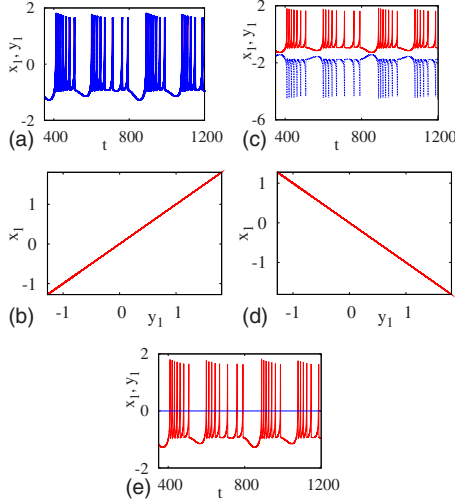 2
0
-2
x₁, y₁
400 800 1200
(a)
t
2
-2
-6
x₁, y₁
400 800 1200
(c)
t
1
0
-1
x₁
-1 0 1
(b)
y₁
1
0
-1
x₁
-1 0 1
(d)
y₁
2
0
-2
x₁, y₁
400 800 1200
(e)
t